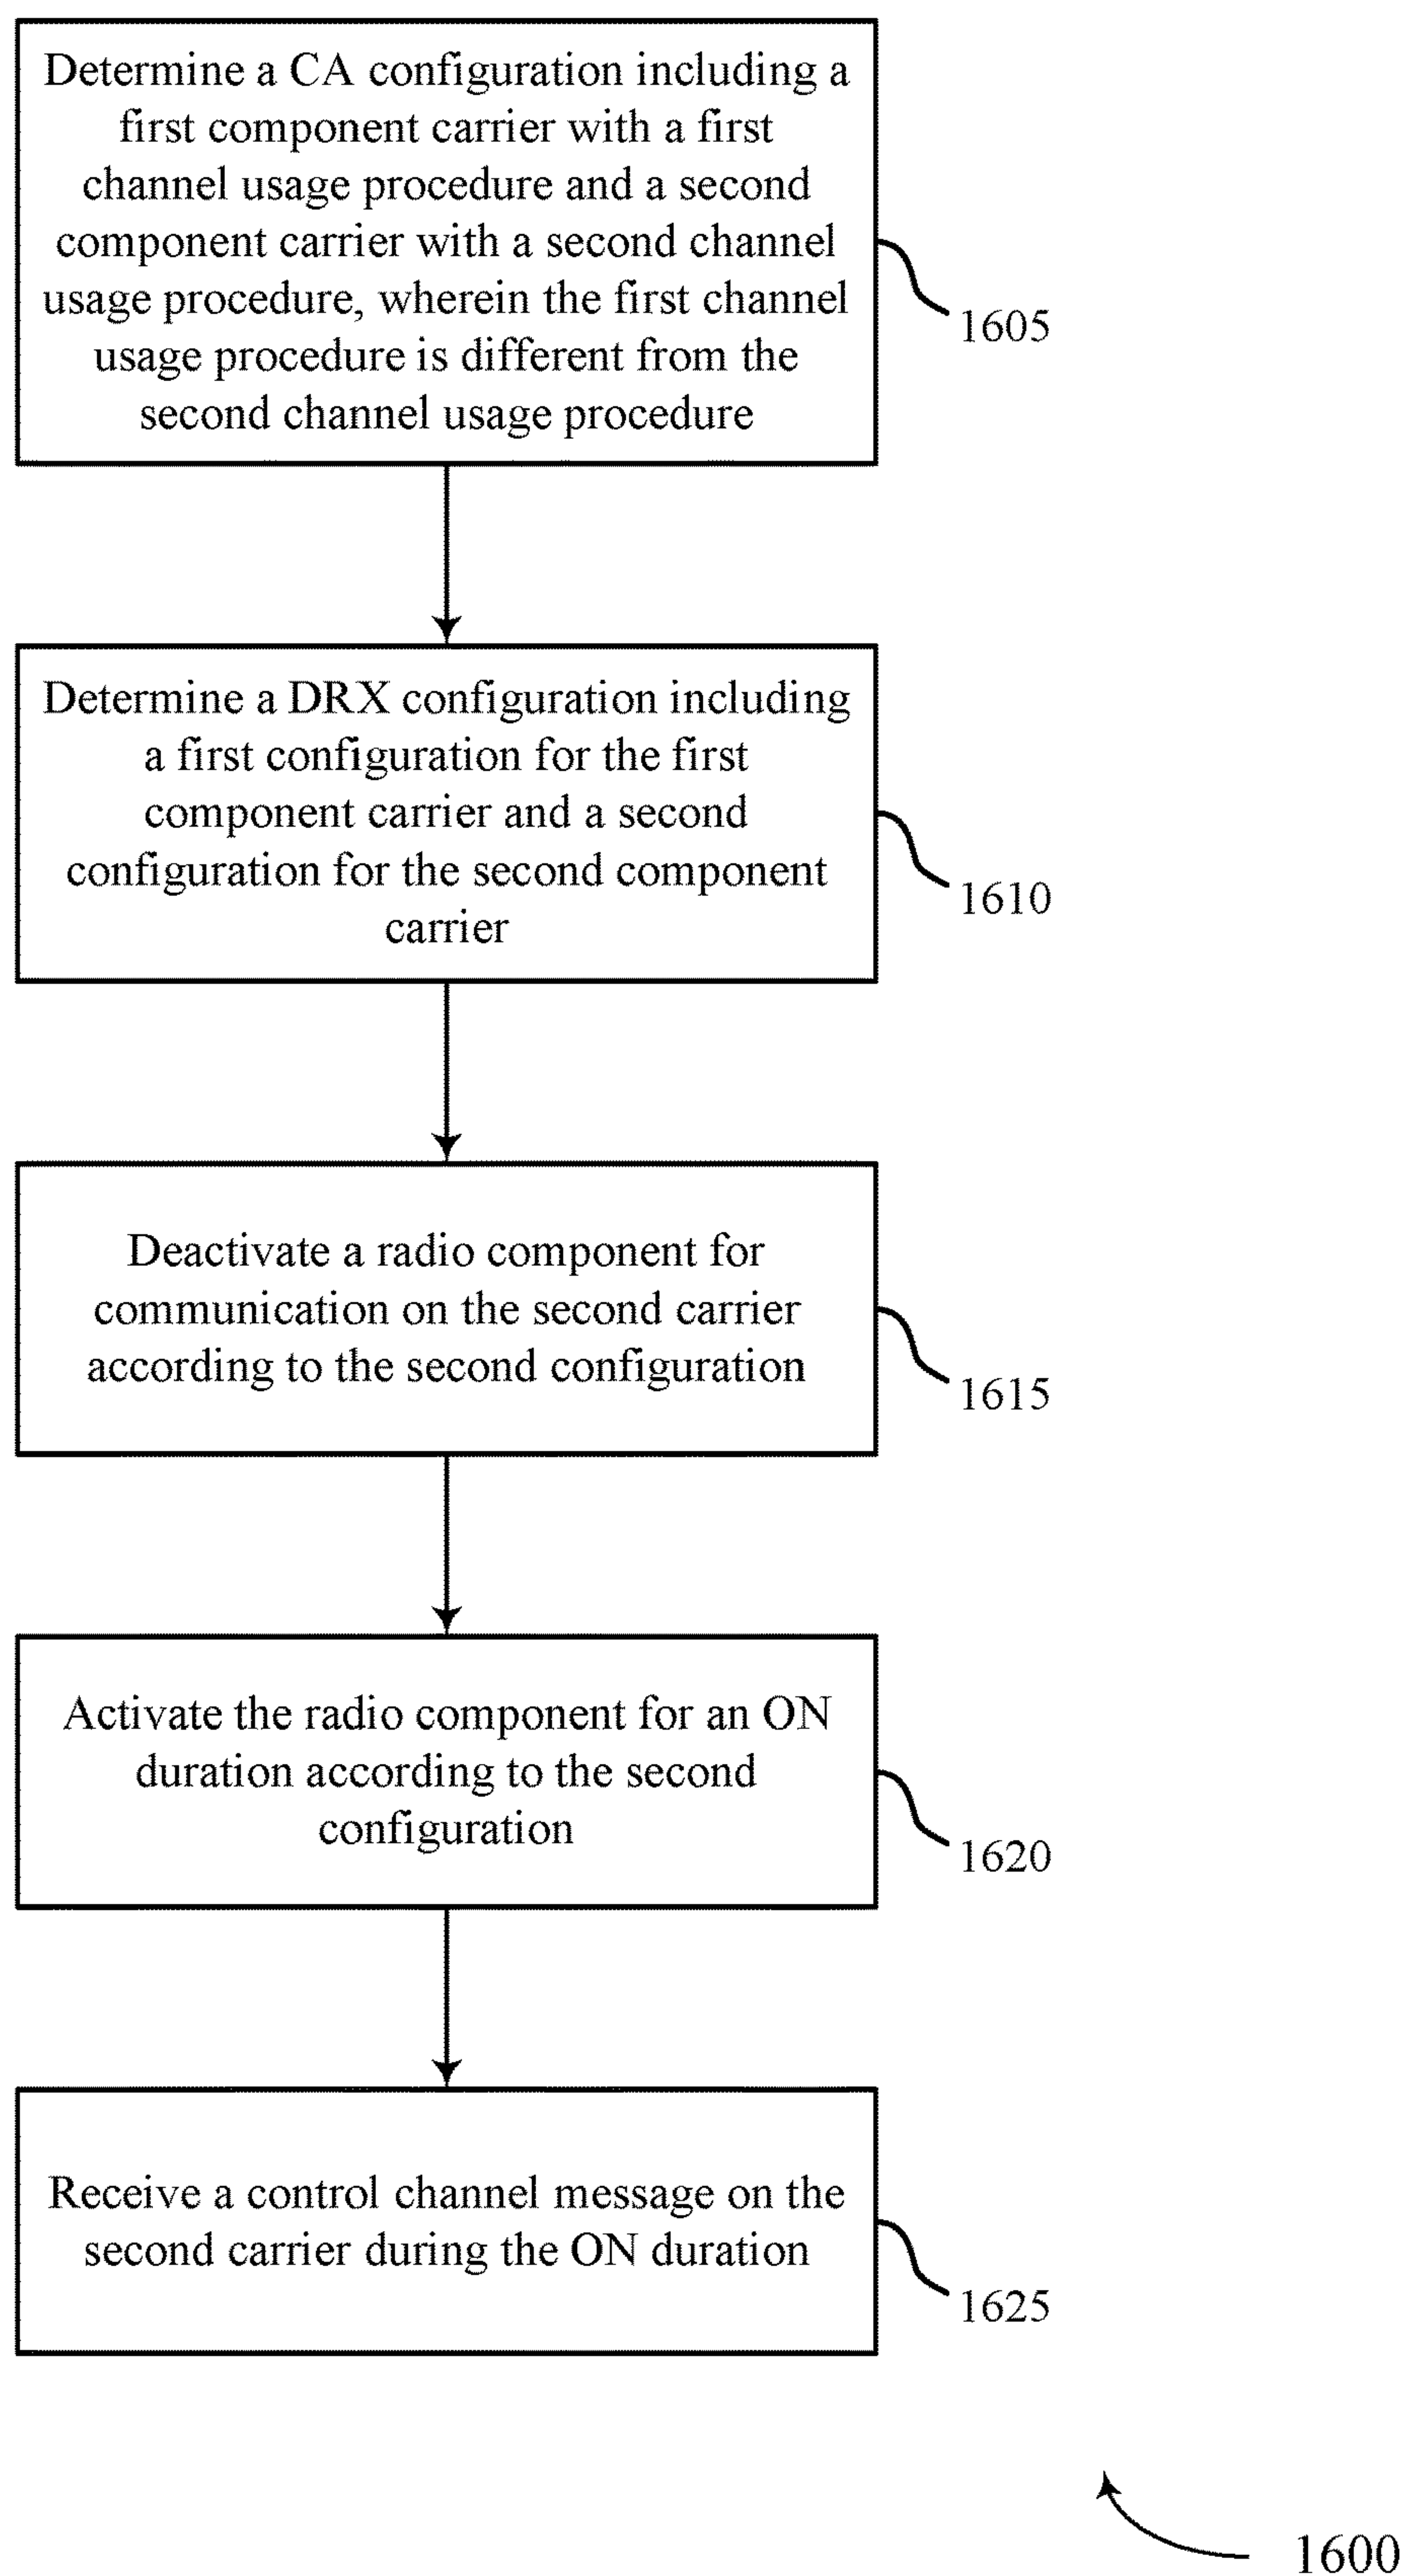 Determine a CA configuration including a
first component carrier with a first
channel usage procedure and a second
component carrier with a second channel
usage procedure, wherein the first channel
usage procedure is different from the
second channel usage procedure
1605
Determine a DRX configuration including
a first configuration for the first
component carrier and a second
configuration for the second component
carrier
1610
Deactivate a radio component for
communication on the second carrier
according to the second configuration
1615
Activate the radio component for an ON
duration according to the second
configuration
1620
Receive a control channel message on the
second carrier during the ON duration
1625
1600